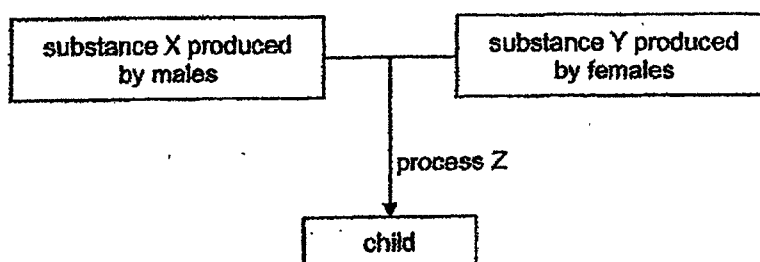 substance X produced
by males
substance Y produced
by females
process Z
child